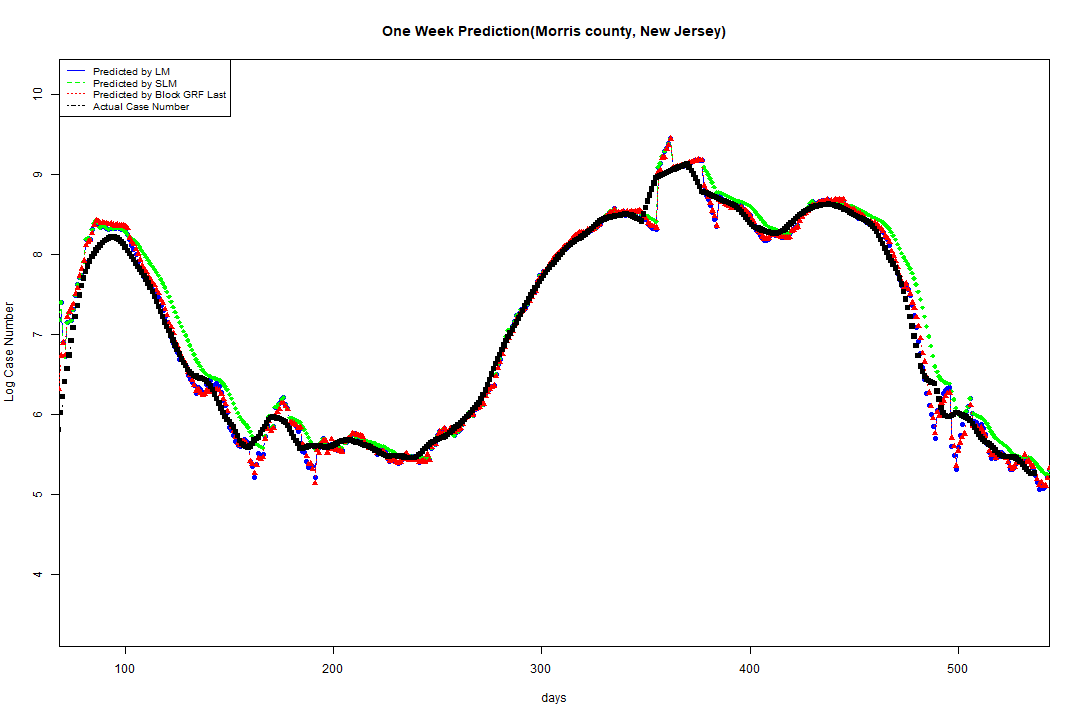 One Week Prediction(Morris county, New Jersey)
Predicted by LM
Predicted by SLM
Predicted by Block GRF Last
Actual Case Number
10
9
8
7
6
5
4
Log Case Number
100
200
300
400
500
days